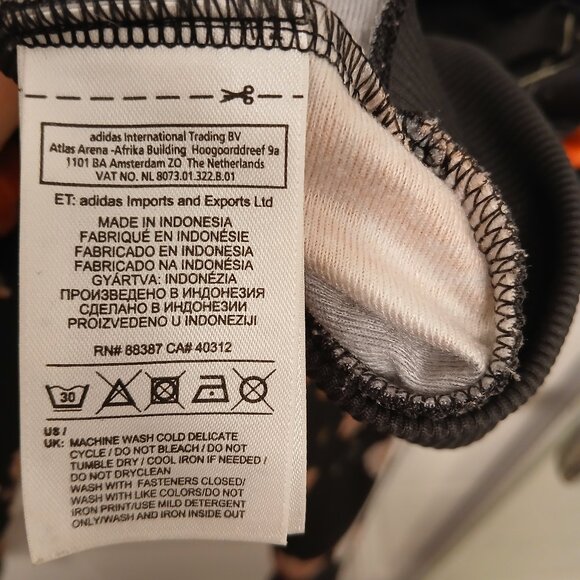 adidas International Trading BV
Atlas Arena -Afrika Building Hoogoorddreef 9a
1101 BA Amsterdam ZO The Netherlands
VAT NO. NL 8073.01.322.B.01
ET: adidas Imports and Exports Ltd
MADE IN INDONESIA
FABRIQUÉ EN INDONÉSIE
FABRICADO EN INDONESIA
FABRICADO NA INDONÉSIA
GYÁRTVA: INDONÉZIA
ПРОИЗВЕДЕНО В ИНДОНЕЗИЯ
СДЕЛАНО В ИНДОНЕЗИИ
PROIZVEDENO U INDONEZIJI
RN# 88387 CA# 40312
30
US /
UK: MACHINE WASH COLD DELICATE
CYCLE / DO NOT BLEACH / DO NOT
TUMBLE DRY / COOL IRON IF NEEDED /
DO NOT DRYCLEAN
WASH WITH FASTENERS CLOSED/
WASH WITH LIKE COLORS/DO NOT
IRON PRINT/USE MILD DETERGENT
ONLY/WASH AND IRON INSIDE OUT